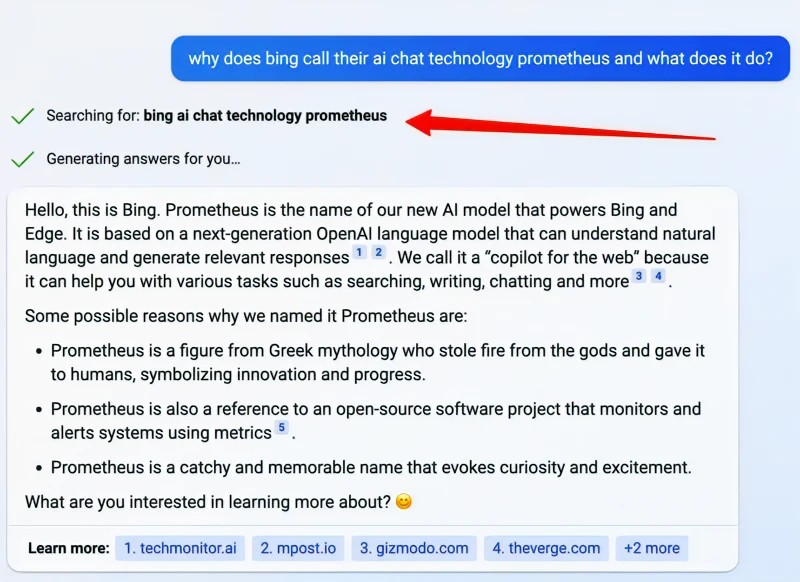 why does bing call their ai chat technology prometheus and what does it do?
Searching for: bing ai chat technology prometheus
Generating answers for you...
Hello, this is Bing. Prometheus is the name of our new AI model that powers Bing and
Edge. It is based on a next-generation OpenAI language model that can understand natural
language and generate relevant responses 1 2 . We call it a “copilot for the web” because
it can help you with various tasks such as searching, writing, chatting and more 3 4 .
Some possible reasons why we named it Prometheus are:
• Prometheus is a figure from Greek mythology who stole fire from the gods and gave it
to humans, symbolizing innovation and progress.
• Prometheus is also a reference to an open-source software project that monitors and
alerts systems using metrics 5 .
• Prometheus is a catchy and memorable name that evokes curiosity and excitement.
What are you interested in learning more about? 😊
Learn more: 1. techmonitor.ai 2. mpost.io 3. gizmodo.com 4. theverge.com +2 more